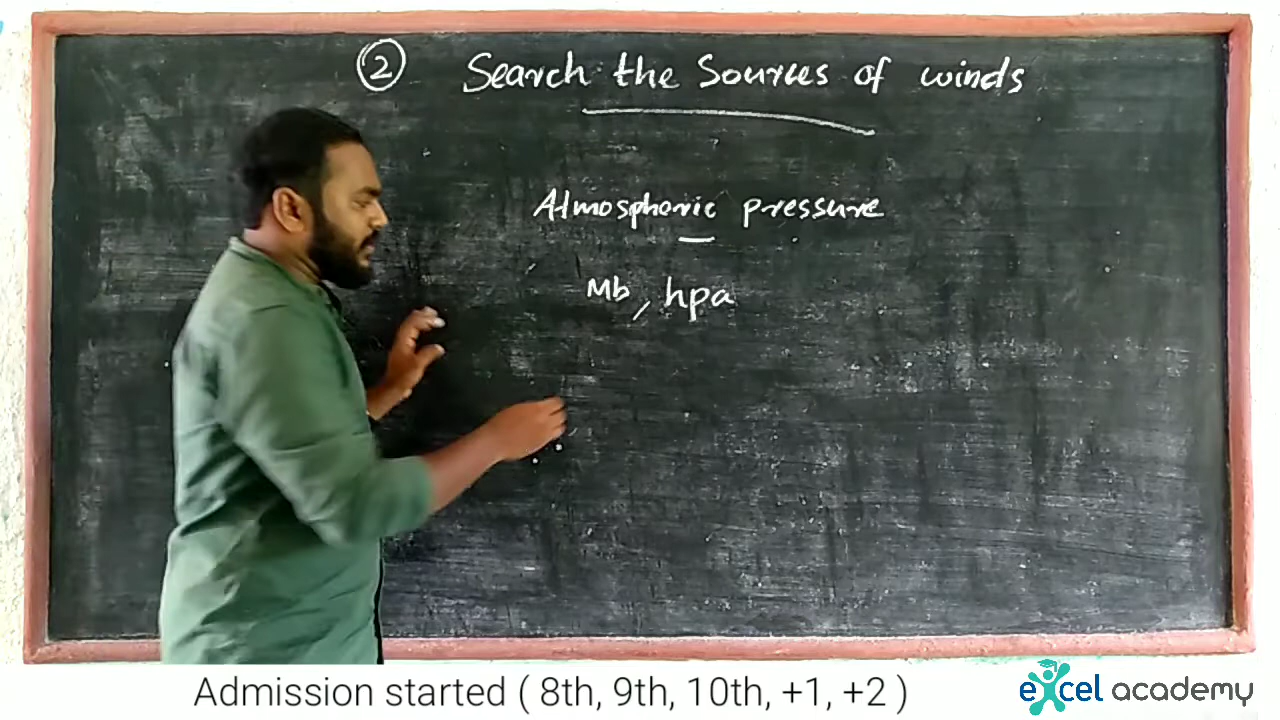 2 Search the Sources of winds
Atmospheric pressure
Mb, hpa
Admission started ( 8th, 9th, 10th, +1, +2 )
excel academy